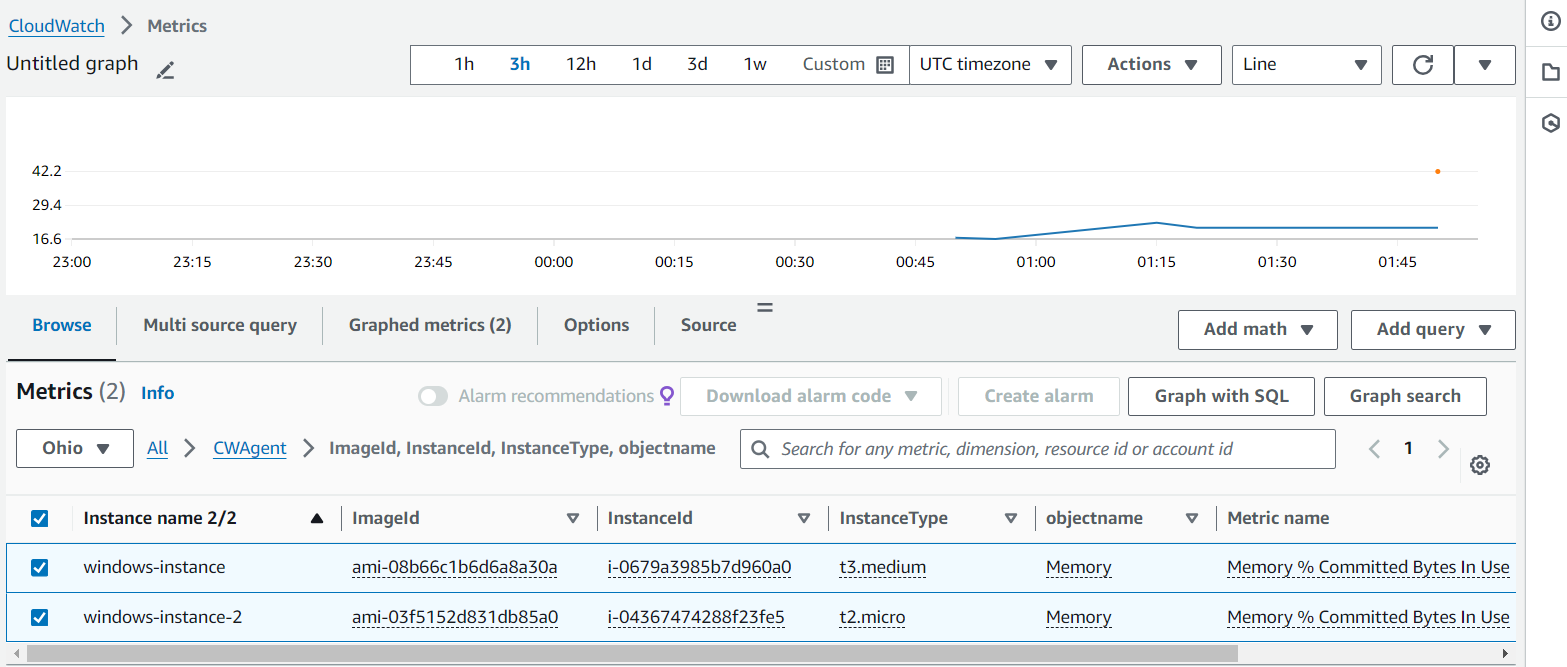 CloudWatch > Metrics
Untitled graph 1h 3h 12h 1d 3d 1w Custom UTC timezone Actions Line
42.2
29.4
16.6
23:00 23:15 23:30 23:45 00:00 00:15 00:30 00:45 01:00 01:15 01:30 01:45
Browse Multi source query Graphed metrics (2) Options Source Add math Add query
Metrics (2) Info Alarm recommendations Download alarm code Create alarm Graph with SQL Graph search
Ohio All > CWAgent > ImageId, InstanceId, InstanceType, objectname Search for any metric, dimension, resource id or account id 1
Instance name 2/2 ImageId InstanceId InstanceType objectname Metric name
windows-instance ami-08b66c1b6d6a8a30a i-0679a3985b7d960a0 t3.medium Memory Memory % Committed Bytes In Use
windows-instance-2 ami-03f5152d831db85a0 i-04367474288f23fe5 t2.micro Memory Memory % Committed Bytes In Use